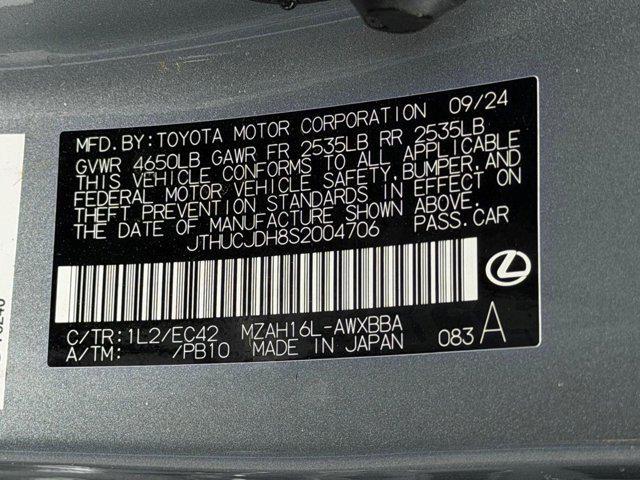 09/24
MFD. BY: TOYOTA MOTOR CORPORATION
GVWR 4650LB GAWR FR 2535LB RR 2535LB
THIS VEHICLE CONFORMS TO ALL APPLICABLE
FEDERAL MOTOR VEHICLE SAFETY, BUMPER, AND
THEFT PREVENTION STANDARDS IN EFFECT ON
THE DATE OF MANUFACTURE SHOWN ABOVE.
JTHUCJDH8S2004706 PASS. CAR
C/TR: 1L2/EC42 MZAH16L-AWXBBA
A/TM: /PB10 MADE IN JAPAN 083 A